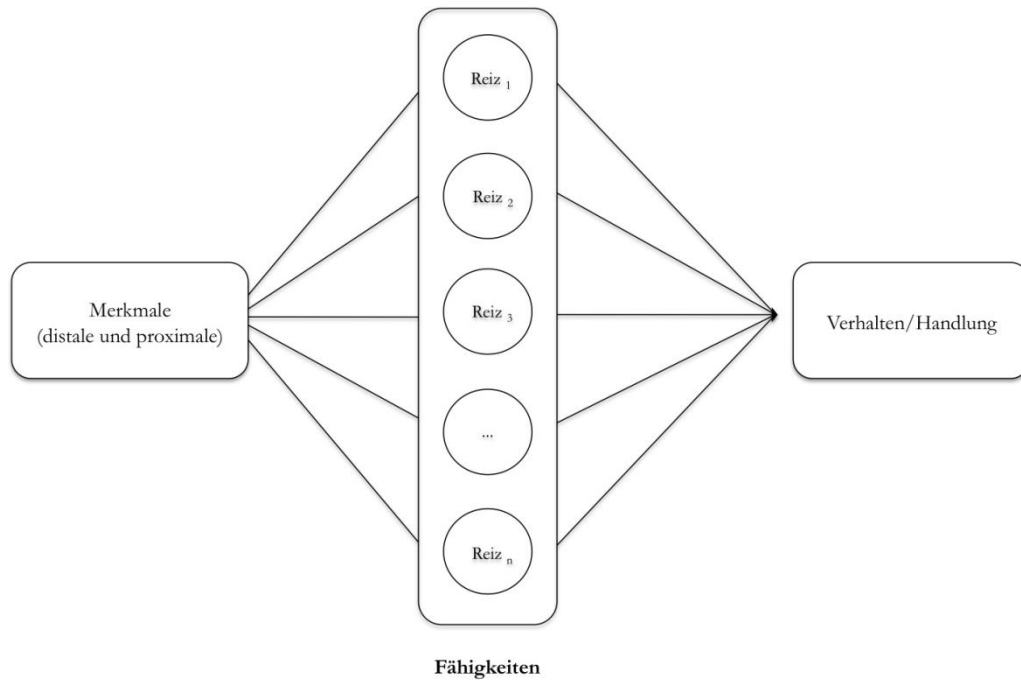 Reiz 1
Reiz 2
Merkmale
(distale und proximale)
Reiz 3
Verhalten/Handlung
...
Reiz n
Fähigkeiten